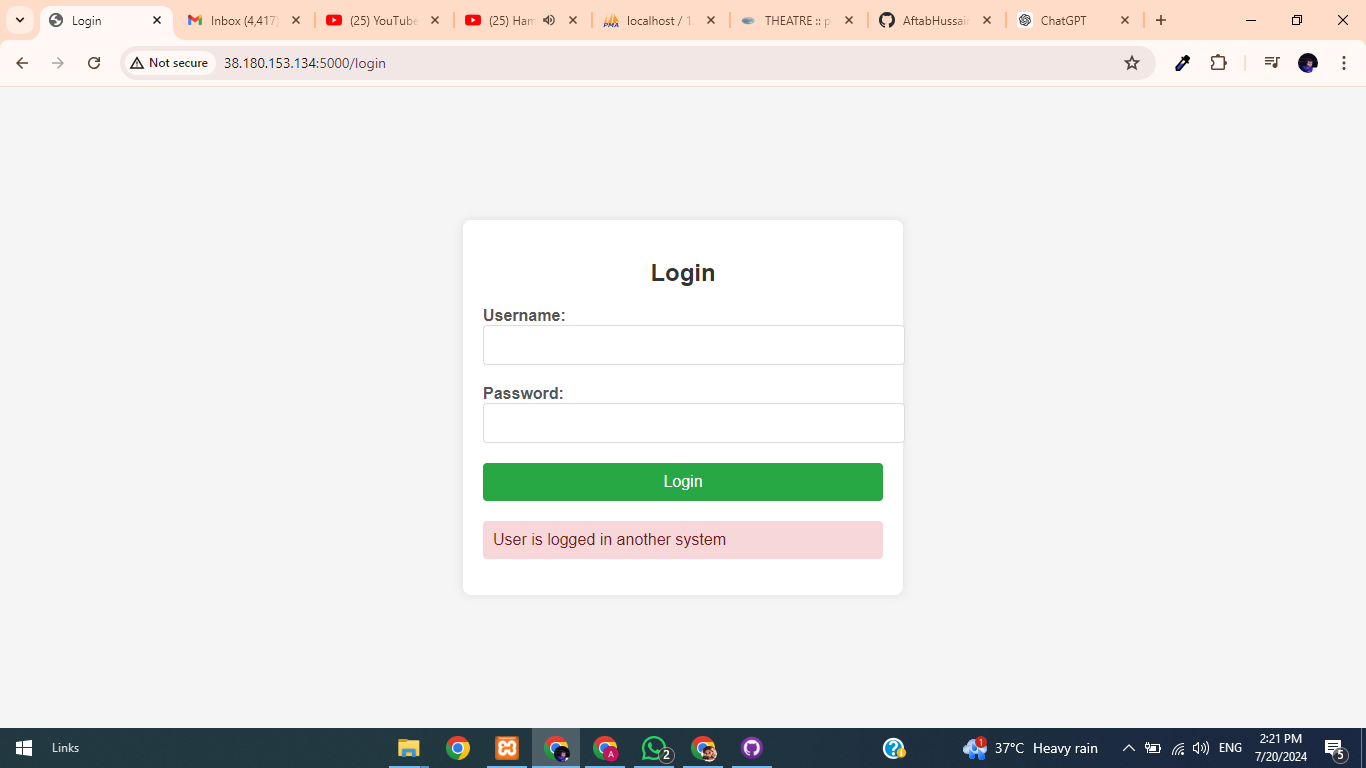 Login
Inbox (4,417)
(25) YouTube
(25) Ham
localhost / 1
THEATRE :: p
AftabHussain
ChatGPT
Not secure
38.180.153.134:5000/login
Login
Username:
Password:
Login
User is logged in another system
Links
A
2
1
37°C Heavy rain
ENG
2:21 PM
7/20/2024
5